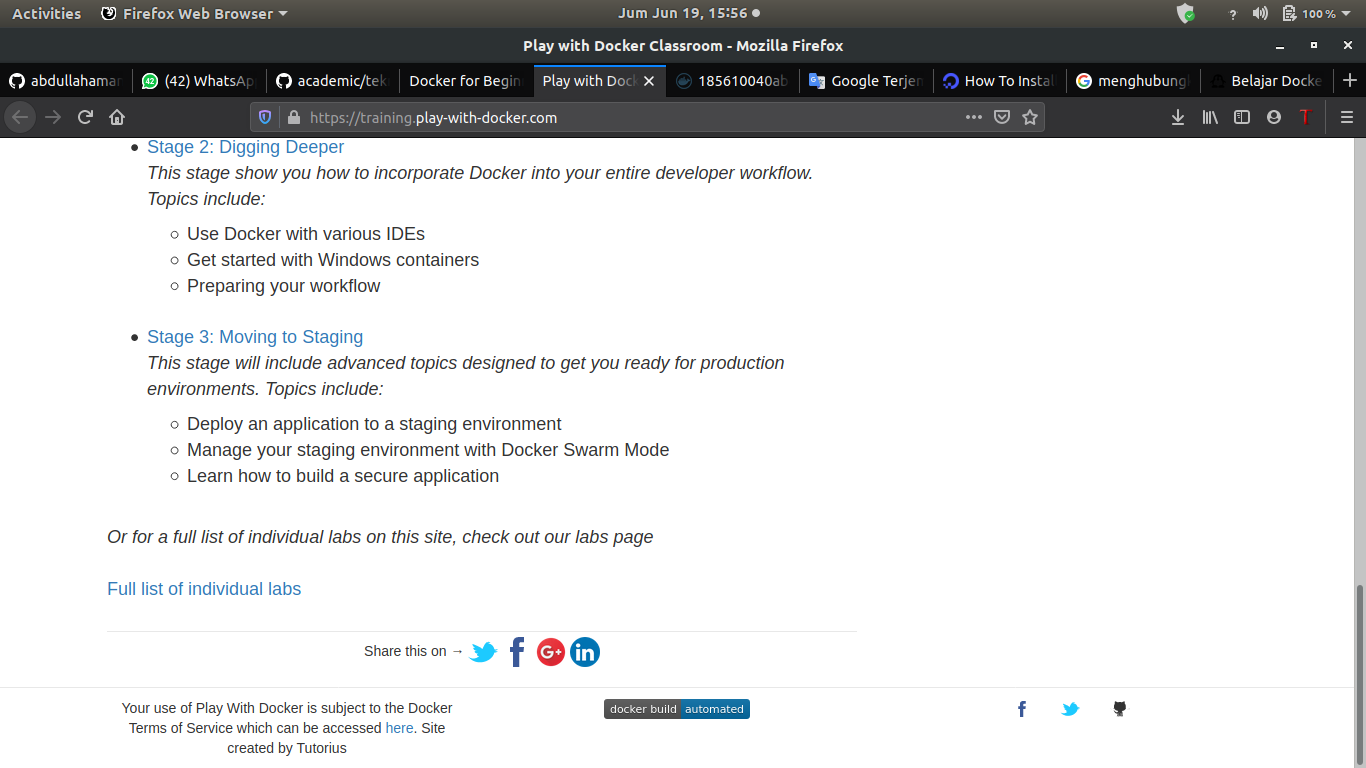 Activities Firefox Web Browser Jum Jun 19, 15:56 ? 100 %
Play with Docker Classroom - Mozilla Firefox
abdullahamar (42) WhatsAp academic/tek Docker for Begin Play with Dock 185610040ab Google Terjen How To Instal menghubung Belajar Docke
https://training.play-with-docker.com
Stage 2: Digging Deeper
This stage show you how to incorporate Docker into your entire developer workflow.
Topics include:
Use Docker with various IDEs
Get started with Windows containers
Preparing your workflow
Stage 3: Moving to Staging
This stage will include advanced topics designed to get you ready for production
environments. Topics include:
Deploy an application to a staging environment
Manage your staging environment with Docker Swarm Mode
Learn how to build a secure application
Or for a full list of individual labs on this site, check out our labs page
Full list of individual labs
Share this on →
Your use of Play With Docker is subject to the Docker
Terms of Service which can be accessed here. Site
created by Tutorius
docker build automated